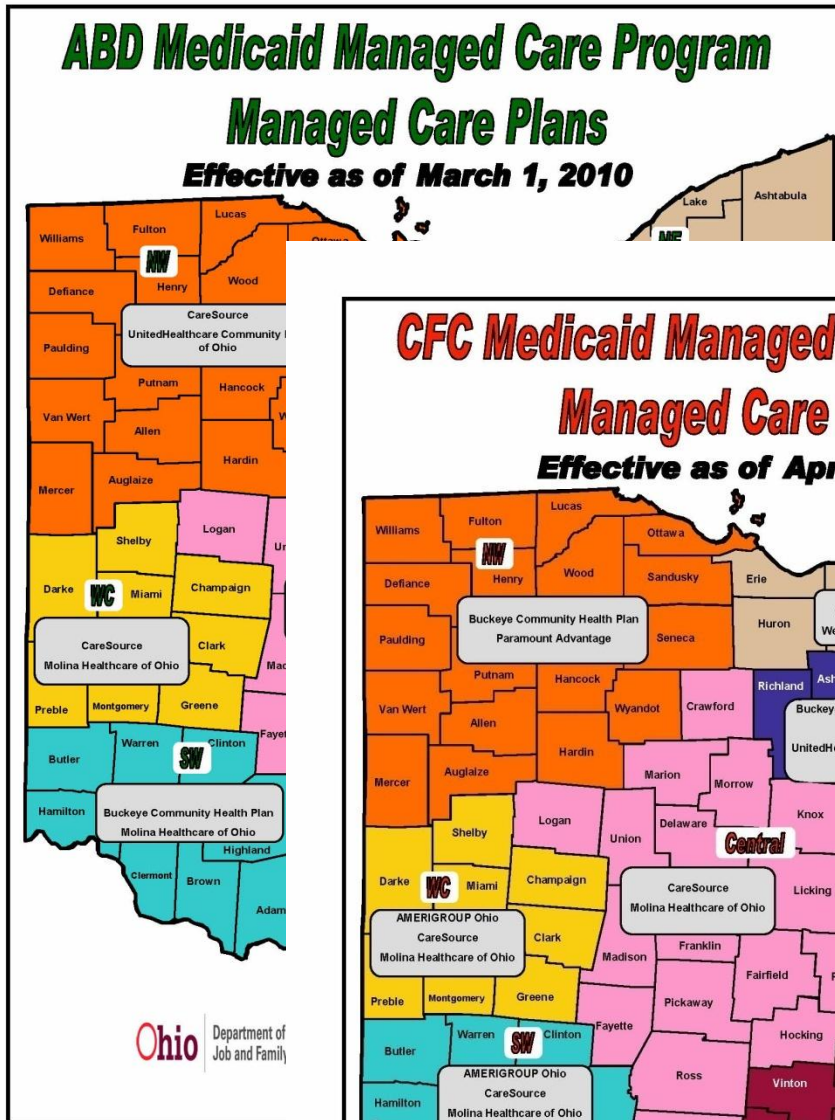 ABD Medicaid Managed Care Program
Managed Care Plans
Effective as of March 1, 2010
Williams
Fulton
Lucas
Lake
Ashtabula
NW
Defiance
Henry
Wood
CareSource
UnitedHealthcare Community
of Ohio
Paulding
Putnam
Hancock
Van Wert
Allen
Hardin
Mercer
Auglaize
Shelby
Logan
Darke
WC
Miami
Champaign
CareSource
Molina Healthcare of Ohio
Clark
Preble
Montgomery
Greene
Butler
Warren
SW
Clinton
Hamilton
Buckeye Community Health Plan
Molina Healthcare of Ohio
Highland
Clermont
Brown
Ohio
Department of
Job and Family
CFC Medicaid Managed
Managed Care
Effective as of
Williams
Fulton
Lucas
Ottawa
NW
Defiance
Henry
Wood
Sandusky
Erie
Buckeye Community Health Plan
Paramount Advantage
Seneca
Huron
Paulding
Putnam
Hancock
Van Wert
Allen
Wyandot
Crawford
Richland
Hardin
Mercer
Auglaize
Marion
Morrow
Shelby
Logan
Union
Delaware
Knox
Central
Darke
WC
Miami
Champaign
CareSource
Molina Healthcare of Ohio
Licking
AMERIGROUP Ohio
CareSource
Molina Healthcare of Ohio
Clark
Madison
Franklin
Fairfield
Preble
Montgomery
Greene
Fayette
Pickaway
Butler
Warren
SW
Clinton
Ross
Hocking
Vinton
Hamilton
AMERIGROUP Ohio
CareSource
Molina Healthcare of Ohio